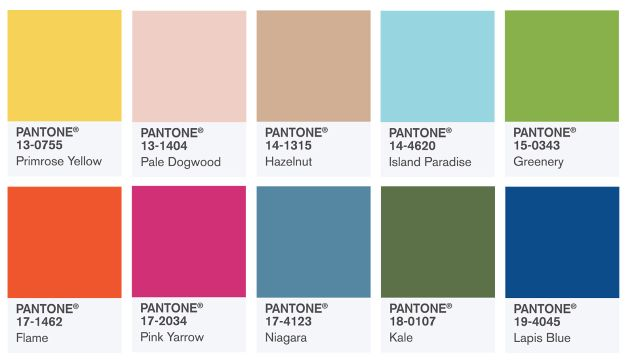 PANTONE®
13-0755
Primrose Yellow
PANTONE®
13-1404
Pale Dogwood
PANTONE®
14-1315
Hazelnut
PANTONE®
14-4620
Island Paradise
PANTONE®
15-0343
Greenery
PANTONE®
17-1462
Flame
PANTONE®
17-2034
Pink Yarrow
PANTONE®
17-4123
Niagara
PANTONE®
18-0107
Kale
PANTONE®
19-4045
Lapis Blue